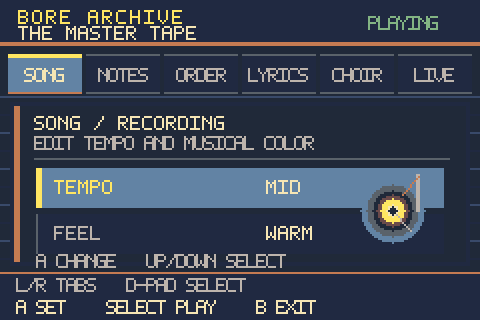 BORE ARCHIVE
THE MASTER TAPE
PLAYING
SONG NOTES ORDER LYRICS CHOIR LIVE
SONG / RECORDING
EDIT TEMPO AND MUSICAL COLOR
TEMPO MID
FEEL WARM
A CHANGE UP/DOWN SELECT
L/R TABS D-PAD SELECT
A SET SELECT PLAY B EXIT